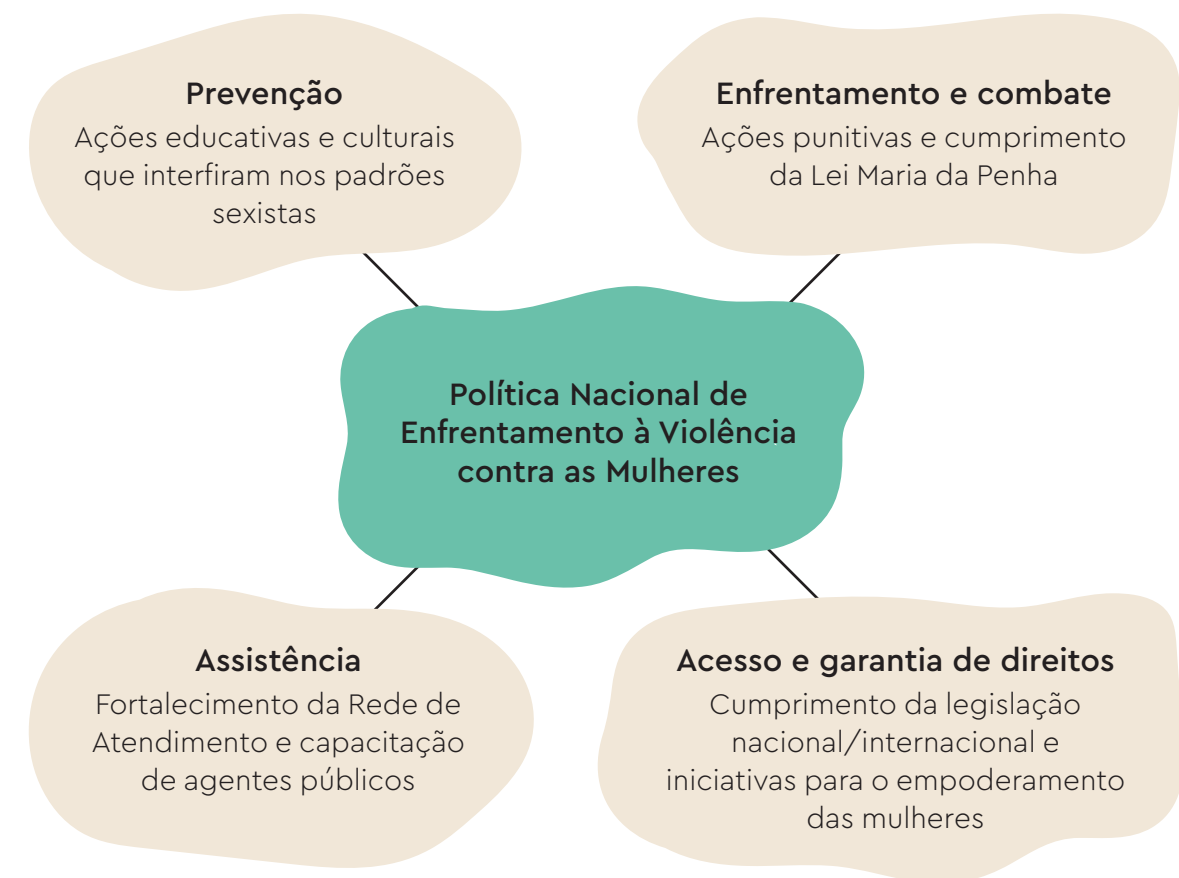 Prevenção
Ações educativas e culturais
que interfiram nos padrões
sexistas
Enfrentamento e combate
Ações punitivas e cumprimento
da Lei Maria da Penha
Política Nacional de
Enfrentamento à Violência
contra as Mulheres
Assistência
Fortalecimento da Rede de
Atendimento e capacitação
de agentes públicos
Acesso e garantia de direitos
Cumprimento da legislação
nacional/internacional e
iniciativas para o empoderamento
das mulheres